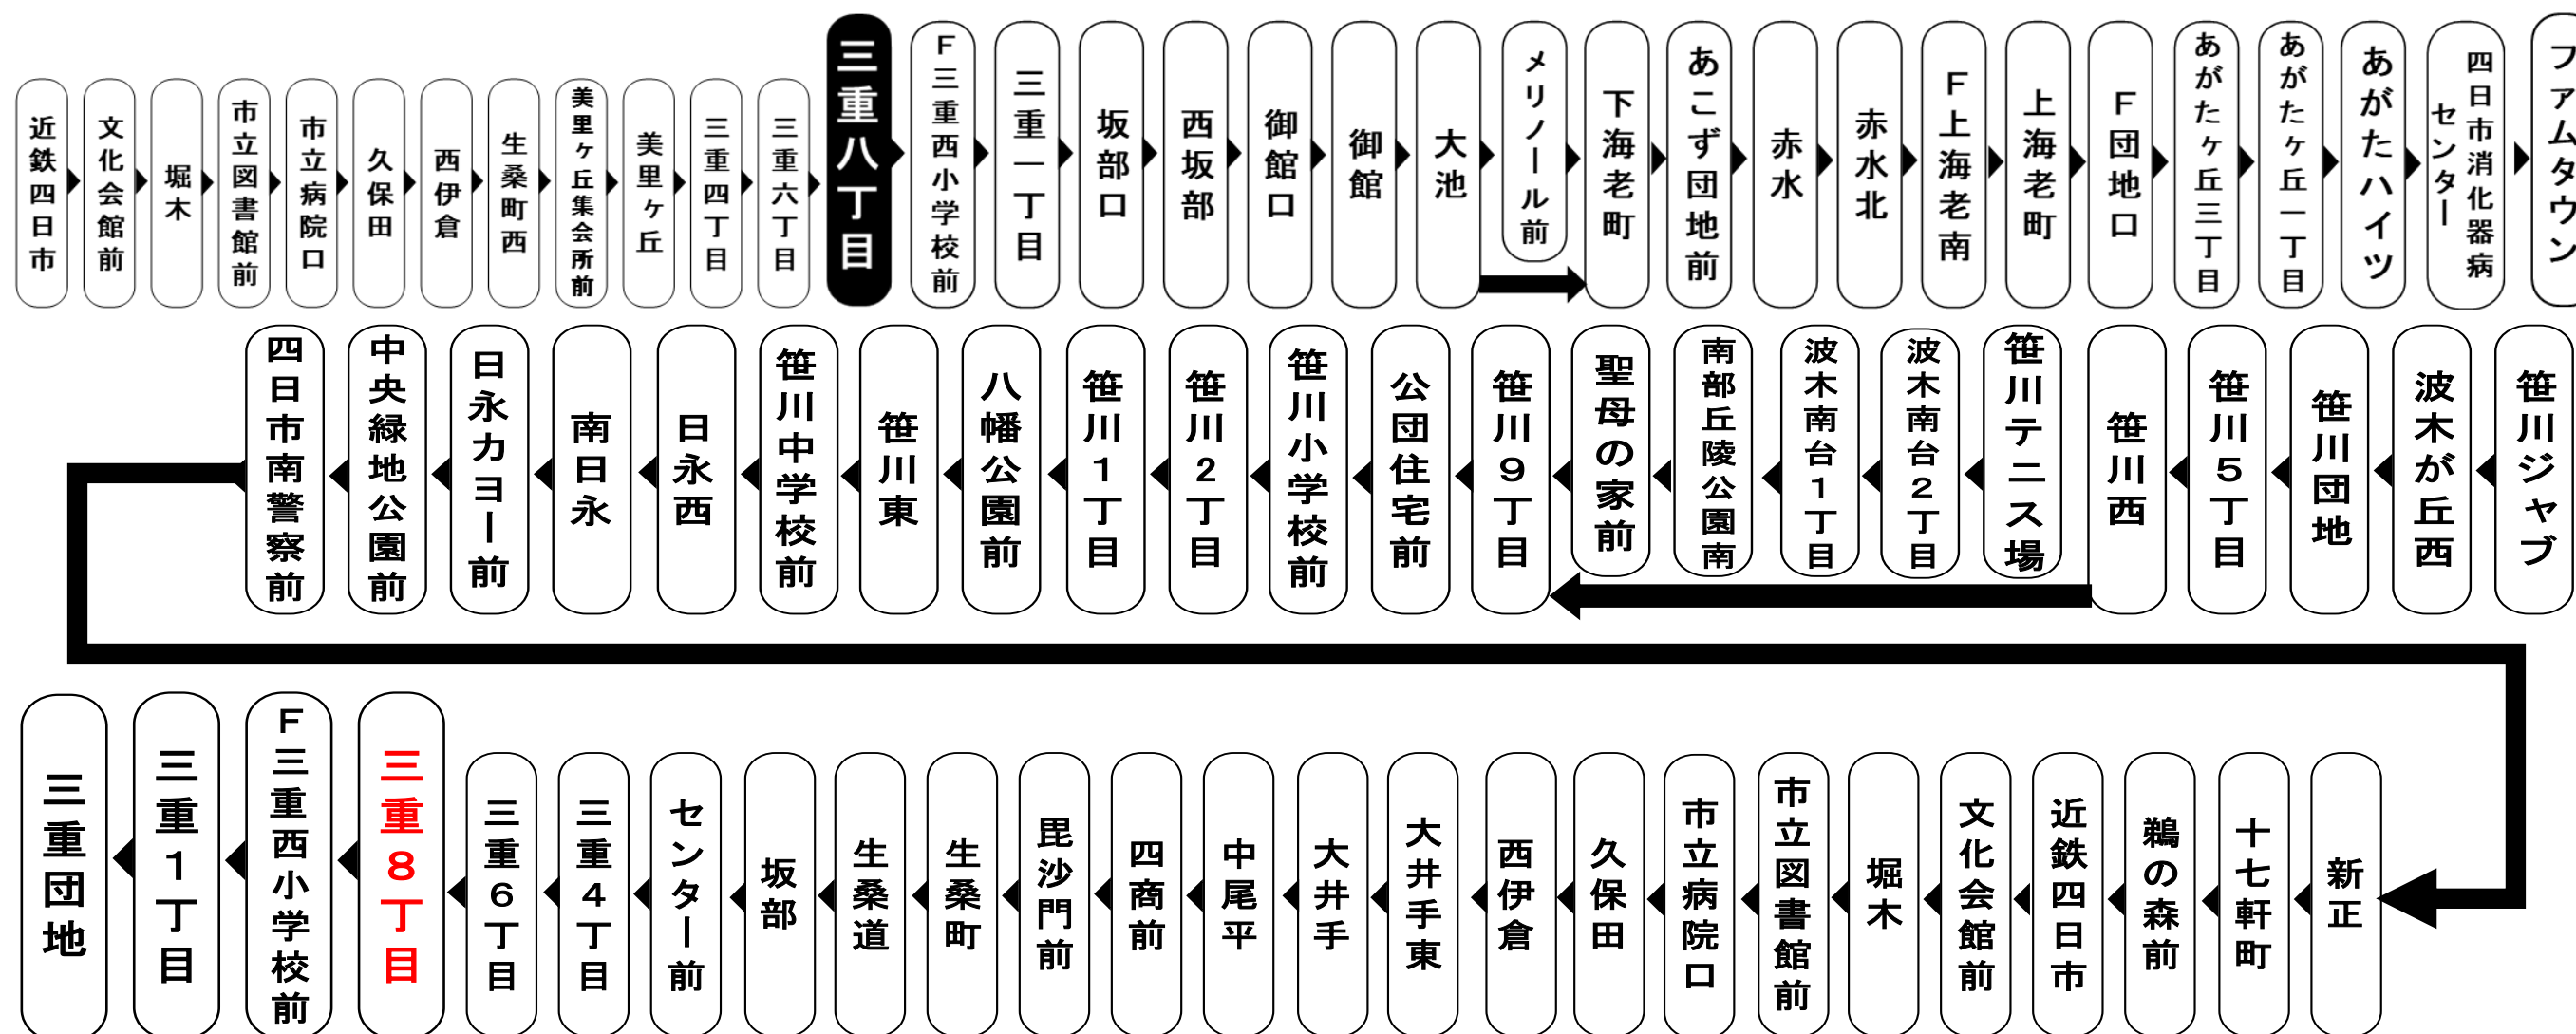 近鉄四日市
文化会館前
堀木
市立図書館前
市立病院口
久保田
西伊倉
生桑町西
美里ヶ丘集会所前
美里ヶ丘
三重四丁目
三重六丁目
三重八丁目
F三重西小学校前
三重一丁目
坂部口
西坂部
御館口
御館
大池
メリノール前
下海老町
あこず団地前
赤水
赤水北
F上海老南
上海老町
F団地口
あがたヶ丘三丁目
あがたヶ丘一丁目
あがたハイツ
四日市消化器病
センター
ファムタウン
笹川ジャブ
波木が丘西
笹川団地
笹川5丁目
笹川西
笹川テニス場
波木南台2丁目
波木南台1丁目
南部丘陵公園南
聖母の家前
笹川9丁目
公団住宅前
笹川小学校前
笹川2丁目
笹川1丁目
八幡公園前
笹川東
笹川中学校前
日永西
南日永
日永カヨー前
中央緑地公園前
四日市南警察前
新正
十七軒町
鵜の森前
近鉄四日市
文化会館前
堀木
市立図書館前
市立病院口
久保田
西伊倉
大井手東
大井手
中尾平
四商前
毘沙門前
生桑町
生桑道
坂部
センター前
三重4丁目
三重6丁目
三重8丁目
F三重西小学校前
三重1丁目
三重団地